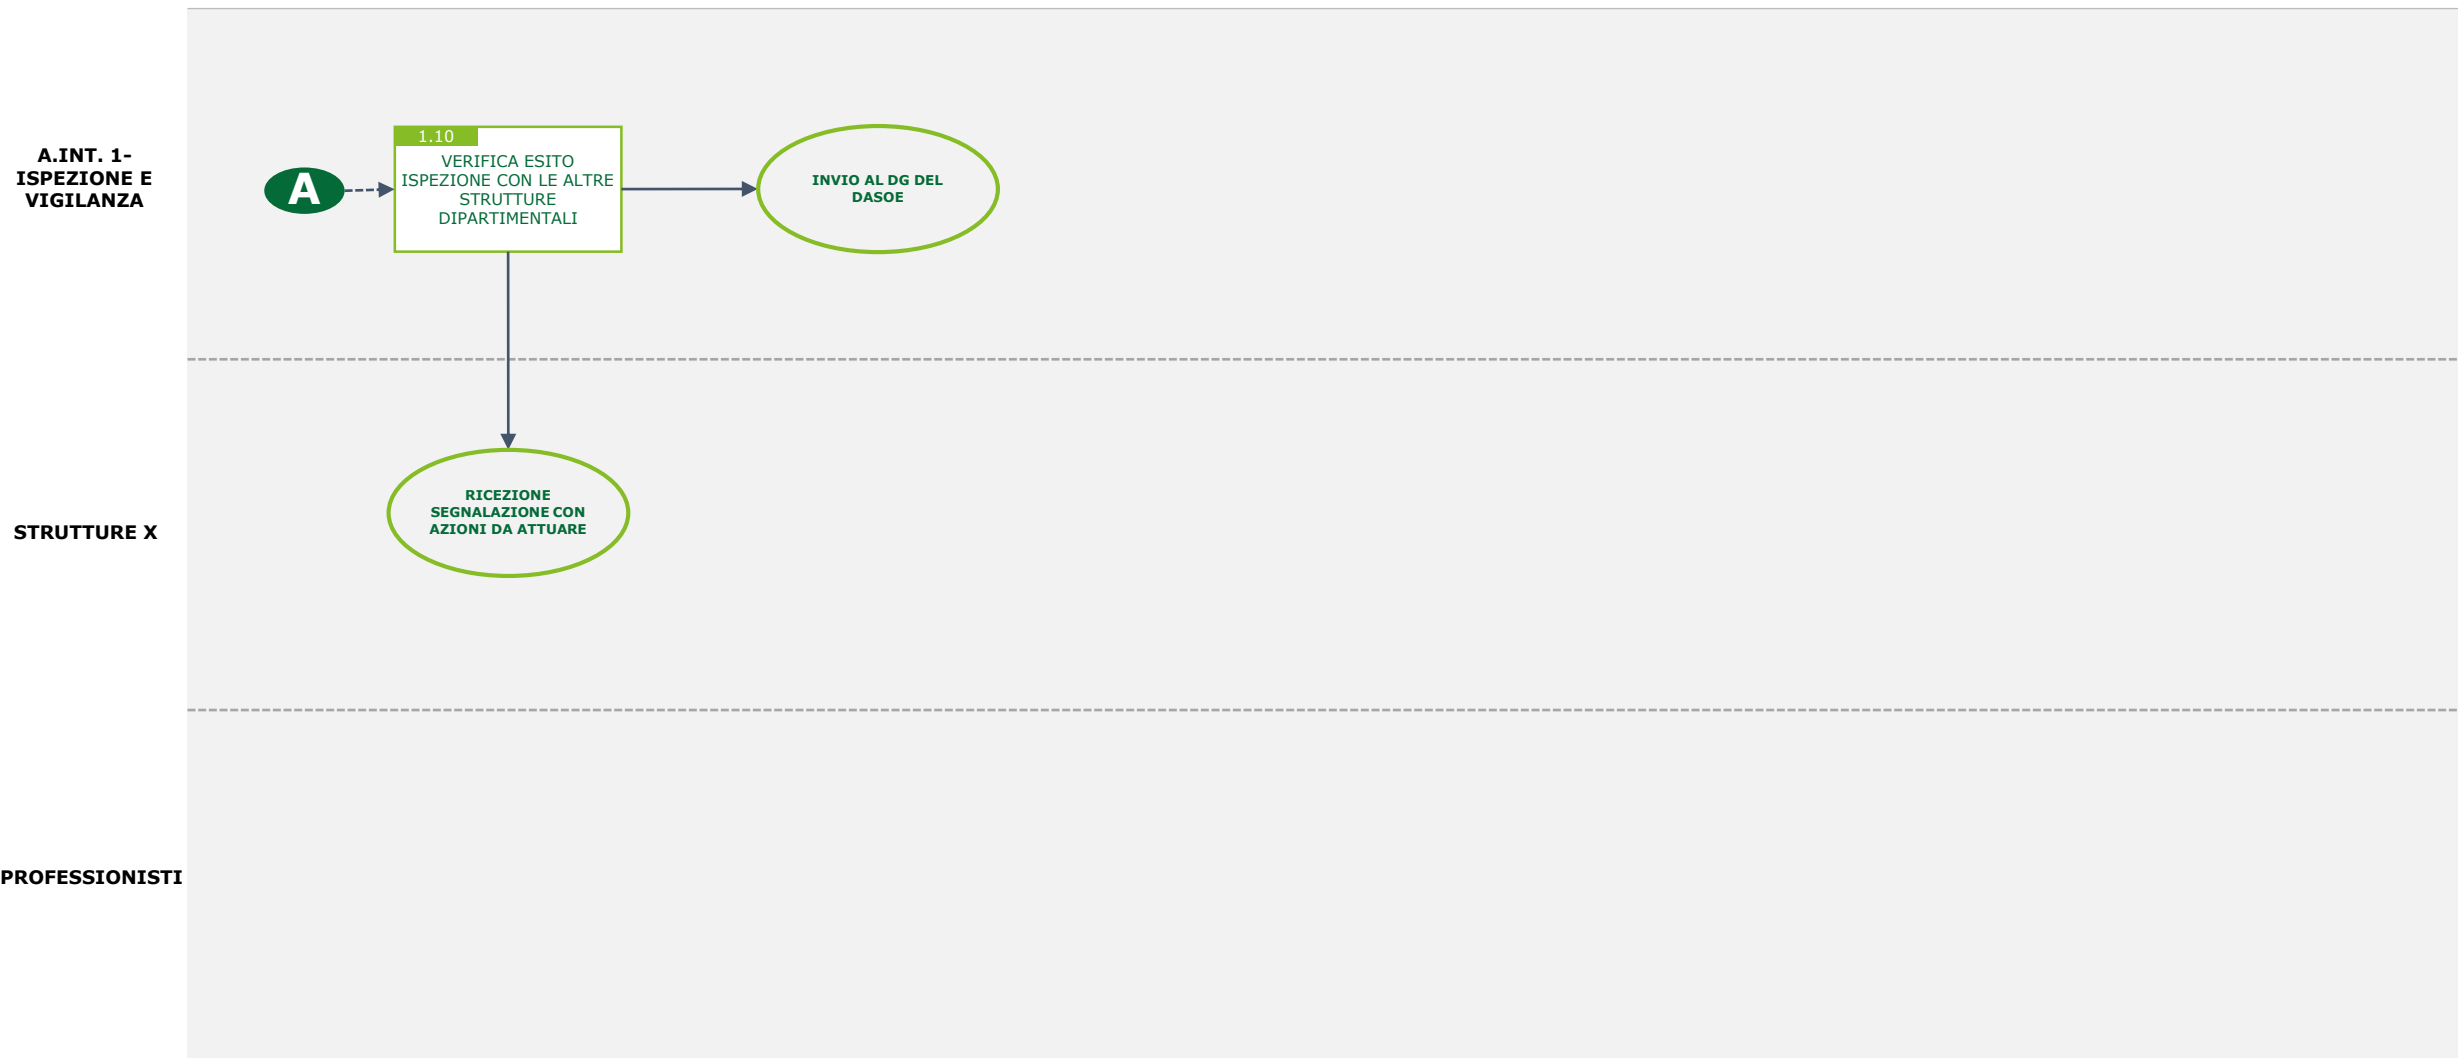 A.INT. 1-
ISPEZIONE E
VIGILANZA
A
1.10
VERIFICA ESITO
ISPEZIONE CON LE ALTRE
STRUTTURE
DIPARTIMENTALI
INVIO AL DG DEL
DASOE
STRUTTURE X
RICEZIONE
SEGNALAZIONE CON
AZIONI DA ATTUARE
PROFESSIONISTI